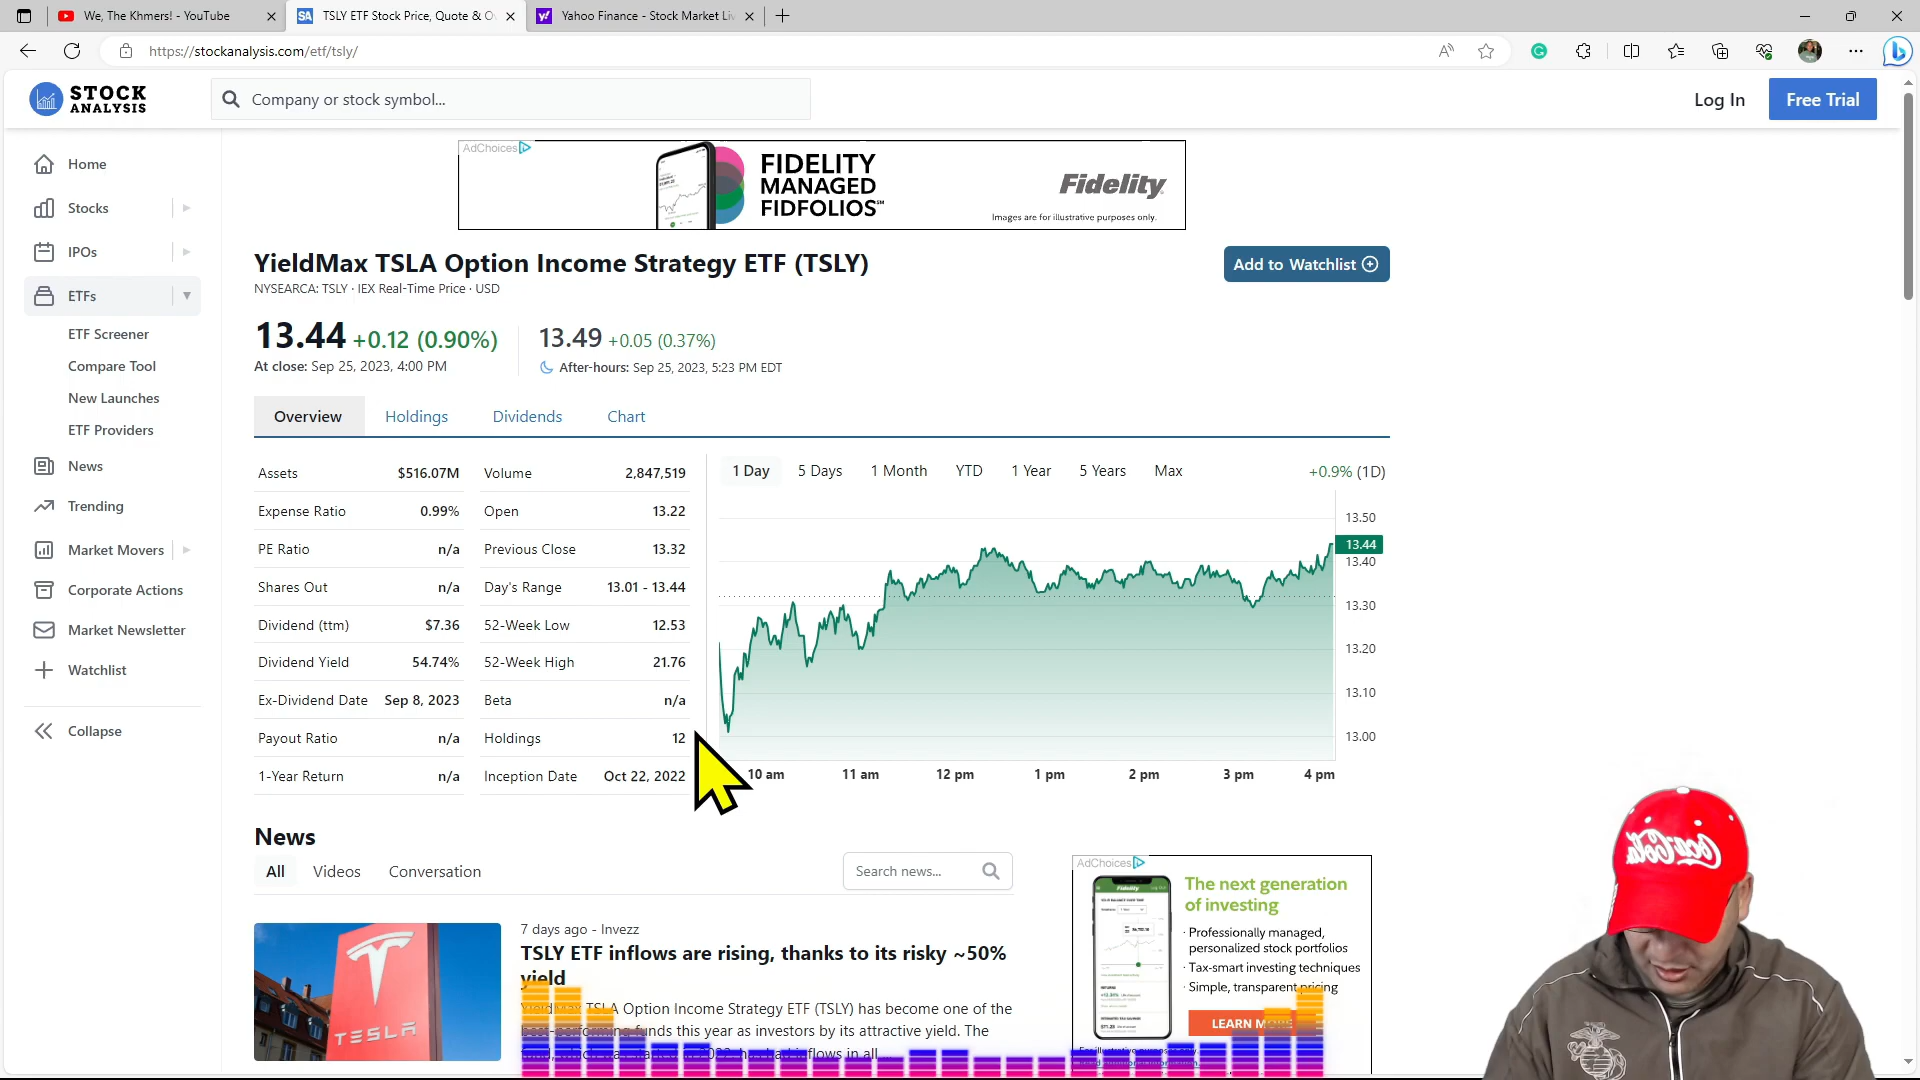 We, The Khmers! - YouTube
TSLY ETF Stock Price, Quote & O
Yahoo Finance - Stock Market Li
https://stockanalysis.com/etf/tsly/
STOCK
ANALYSIS
Company or stock symbol...
Log In
Free Trial
Home
Stocks
IPOs
ETFs
ETF Screener
Compare Tool
New Launches
ETF Providers
News
Trending
Market Movers
Corporate Actions
Market Newsletter
Watchlist
Collapse
AdChoices
FIDELITY
MANAGED
FIDFOLIOS℠
Fidelity
Images are for illustrative purposes only.
YieldMax TSLA Option Income Strategy ETF (TSLY)
NYSEARCA: TSLY · IEX Real-Time Price · USD
Add to Watchlist
13.44 +0.12 (0.90%)
At close: Sep 25, 2023, 4:00 PM
13.49 +0.05 (0.37%)
After-hours: Sep 25, 2023, 5:23 PM EDT
Overview Holdings Dividends Chart
Assets $516.07M Volume 2,847,519
Expense Ratio 0.99% Open 13.22
PE Ratio n/a Previous Close 13.32
Shares Out n/a Day's Range 13.01 - 13.44
Dividend (ttm) $7.36 52-Week Low 12.53
Dividend Yield 54.74% 52-Week High 21.76
Ex-Dividend Date Sep 8, 2023 Beta n/a
Payout Ratio n/a Holdings 12
1-Year Return n/a Inception Date Oct 22, 2022
1 Day 5 Days 1 Month YTD 1 Year 5 Years Max +0.9% (1D)
13.50
13.44
13.40
13.30
13.20
13.10
13.00
10 am 11 am 12 pm 1 pm 2 pm 3 pm 4 pm
News
All Videos Conversation
Search news...
7 days ago - Invezz
TSLY ETF inflows are rising, thanks to its risky ~50%
yield
YieldMax TSLA Option Income Strategy ETF (TSLY) has become one of the
best-performing funds this year as investors by its attractive yield. The
TESLA
AdChoices
The next generation
of investing
· Professionally managed,
personalized stock portfolios
· Tax-smart investing techniques
· Simple, transparent pricing
LEARN
Fidelity
Coca-Cola